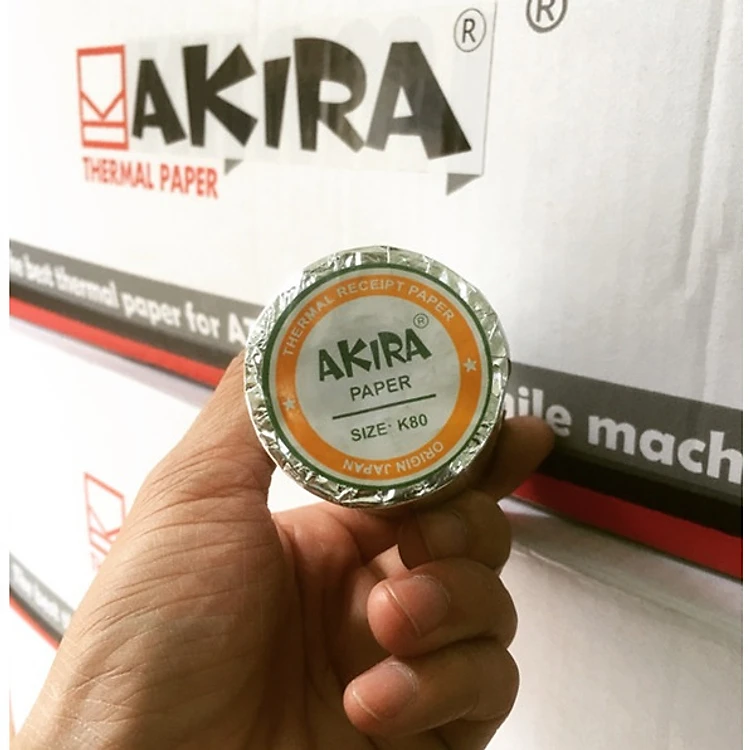 ®
AKIRA ®
THERMAL PAPER
he best thermal paper for AT
hile mach
THERMAL RECEIPT PAPER
AKIRA ®
PAPER
SIZE: K80
ORIGIN JAPAN